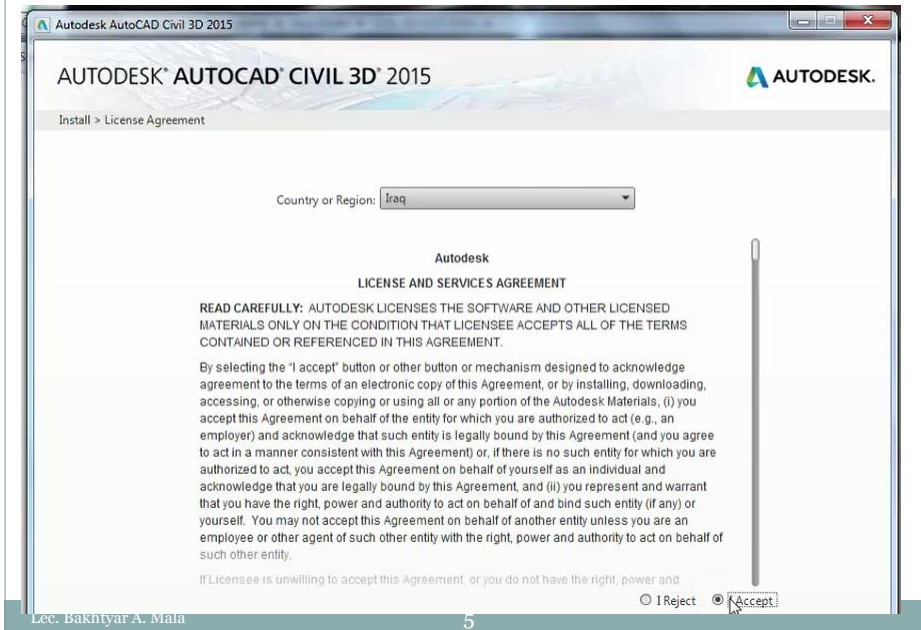 Autodesk AutoCAD Civil 3D 2015
AUTODESK® AUTOCAD® CIVIL 3D® 2015
AUTODESK.
Install > License Agreement
Country or Region: Iraq
Autodesk
LICENSE AND SERVICES AGREEMENT
READ CAREFULLY: AUTODESK LICENSES THE SOFTWARE AND OTHER LICENSED
MATERIALS ONLY ON THE CONDITION THAT LICENSEE ACCEPTS ALL OF THE TERMS
CONTAINED OR REFERENCED IN THIS AGREEMENT.
By selecting the "I accept" button or other button or mechanism designed to acknowledge
agreement to the terms of an electronic copy of this Agreement, or by installing, downloading,
accessing, or otherwise copying or using all or any portion of the Autodesk Materials, (i) you
accept this Agreement on behalf of the entity for which you are authorized to act (e.g., an
employer) and acknowledge that such entity is legally bound by this Agreement (and you agree
to act in a manner consistent with this Agreement) or, if there is no such entity for which you are
authorized to act, you accept this Agreement on behalf of yourself as an individual and
acknowledge that you are legally bound by this Agreement, and (ii) you represent and warrant
that you have the right, power and authority to act on behalf of and bind such entity (if any) or
yourself. You may not accept this Agreement on behalf of another entity unless you are an
employee or other agent of such other entity with the right, power and authority to act on behalf of
such other entity.
If Licensee is unwilling to accept this Agreement, or you do not have the right, power and
I Reject I Accept
Lec. Bakhtyar A. Mala 5